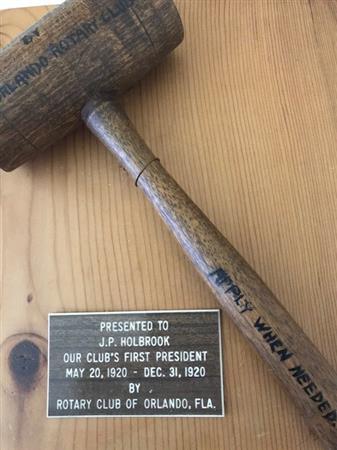 BY
ORLANDO ROTARY CLUB
APPLY WHEN NEEDED.
PRESENTED TO
J.P. HOLBROOK
OUR CLUB'S FIRST PRESIDENT
MAY 20, 1920 - DEC. 31, 1920
BY
ROTARY CLUB OF ORLANDO, FLA.